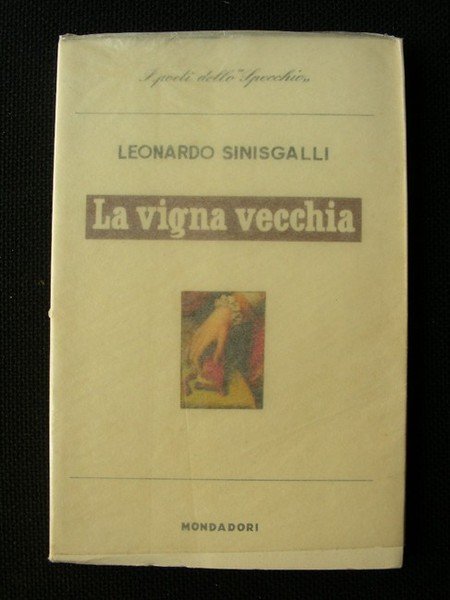 I poeti dello "Specchio„
LEONARDO SINISGALLI
La vigna vecchia
MONDADORI